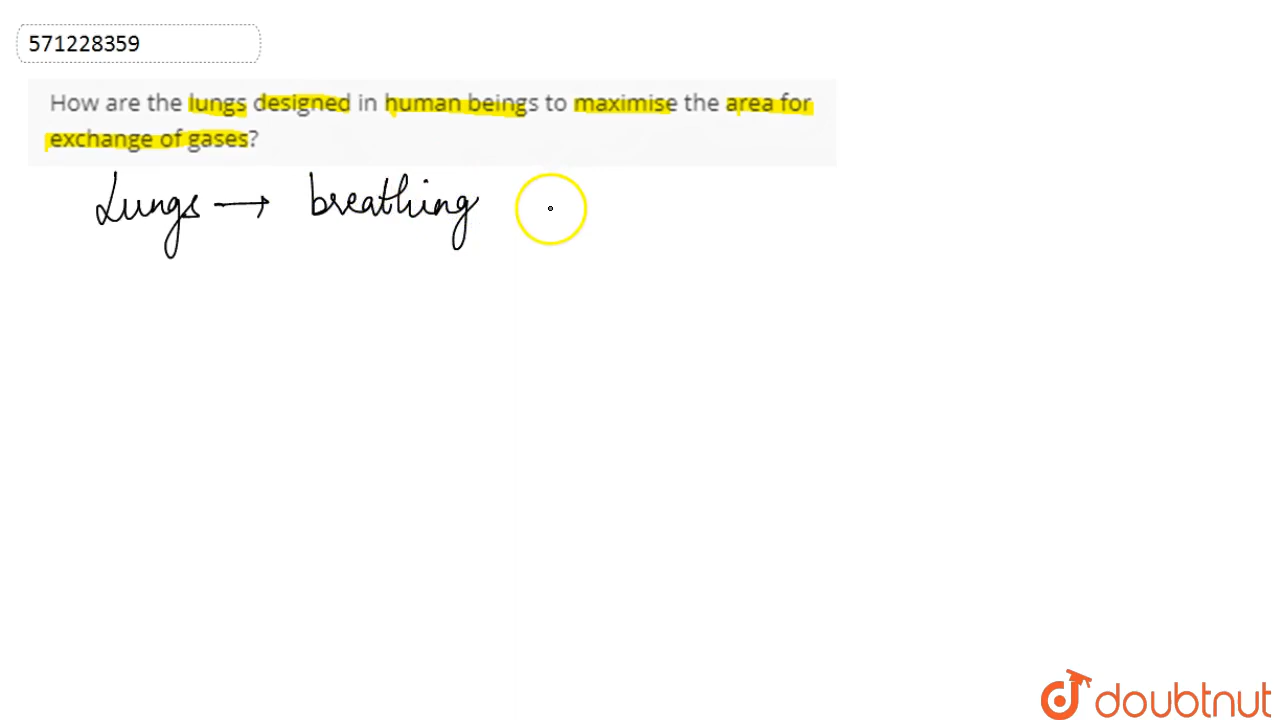 571228359
How are the lungs designed in human beings to maximise the area for
exchange of gases?
Lungs → breathing
doubtnut